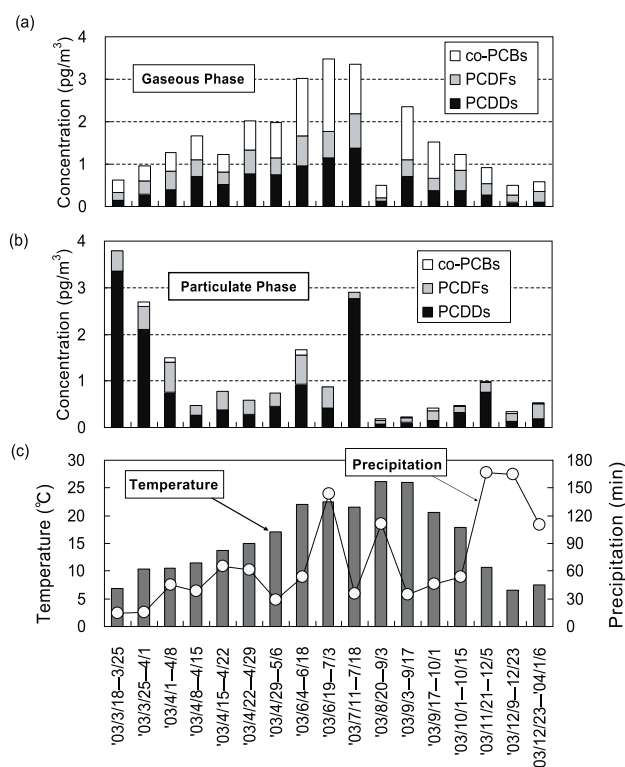 (a)
Concentration (pg/m3)
4
3
2
1
0
Gaseous Phase
co-PCBs
PCDFs
PCDDs
(b)
Concentration (pg/m3)
4
3
2
1
0
Particulate Phase
co-PCBs
PCDFs
PCDDs
(c)
Temperature (℃)
30
25
20
15
10
5
0
Temperature
Precipitation
180
150
120
90
60
30
0
Precipitation (min)
'03/3/18—3/25
'03/3/25—4/1
'03/4/1—4/8
'03/4/8—4/15
'03/4/15—4/22
'03/4/22—4/29
'03/4/29—5/6
'03/6/4—6/18
'03/6/19—7/3
'03/7/11—7/18
'03/8/20—9/3
'03/9/3—9/17
'03/9/17—10/1
'03/10/1—10/15
'03/11/21—12/5
'03/12/9—12/23
'03/12/23—'04/1/6